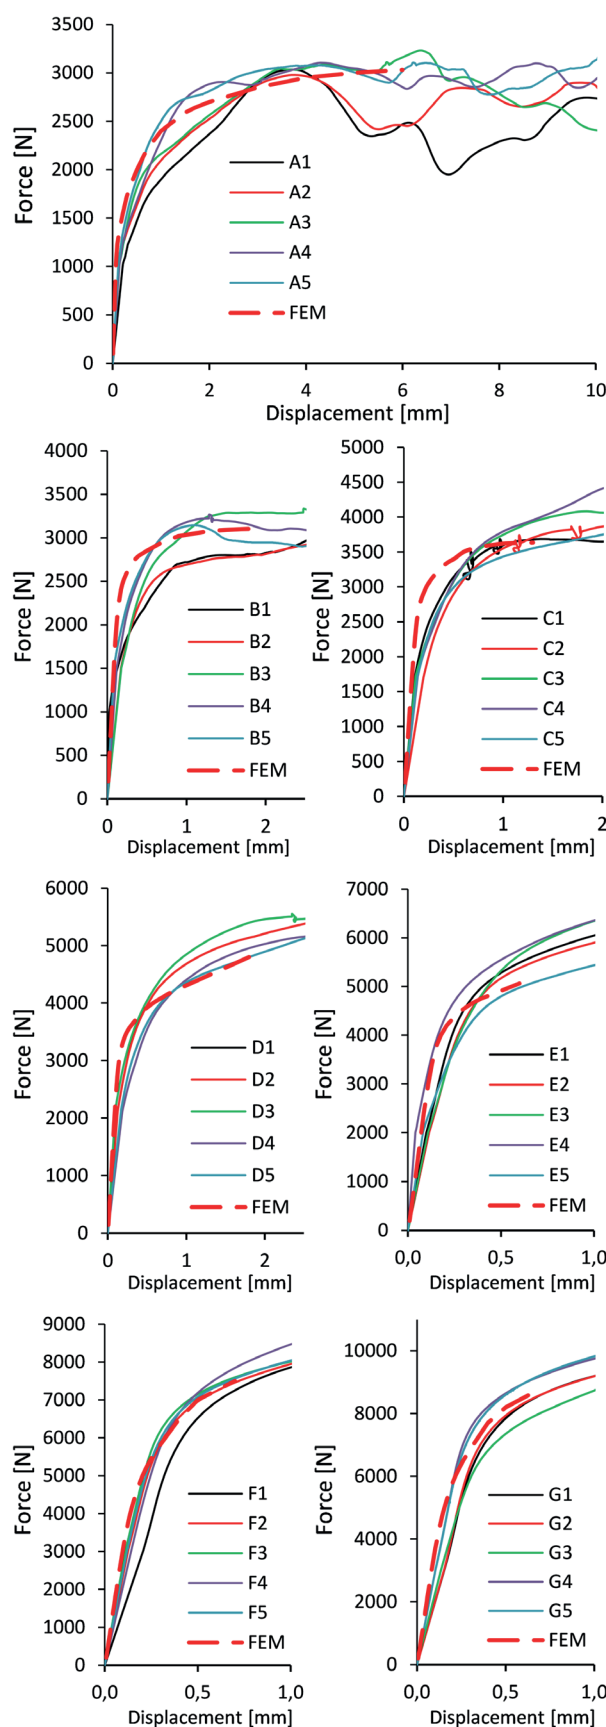 3500
3000
2500
2000
1500
1000
500
0
Force [N]
A1
A2
A3
A4
A5
FEM
0 2 4 6 8 10
Displacement [mm]
4000
3500
3000
2500
2000
1500
1000
500
0
Force [N]
B1
B2
B3
B4
B5
FEM
0 1 2
Displacement [mm]
5000
4500
4000
3500
3000
2500
2000
1500
1000
500
0
Force [N]
C1
C2
C3
C4
C5
FEM
0 1 2
Displacement [mm]
6000
5000
4000
3000
2000
1000
0
Force [N]
D1
D2
D3
D4
D5
FEM
0 1 2
Displacement [mm]
7000
6000
5000
4000
3000
2000
1000
0
Force [N]
E1
E2
E3
E4
E5
FEM
0,0 0,5 1,0
Displacement [mm]
9000
8000
7000
6000
5000
4000
3000
2000
1000
0
Force [N]
F1
F2
F3
F4
F5
FEM
0,0 0,5 1,0
Displacement [mm]
10000
8000
6000
4000
2000
0
Force [N]
G1
G2
G3
G4
G5
FEM
0,0 0,5 1,0
Displacement [mm]